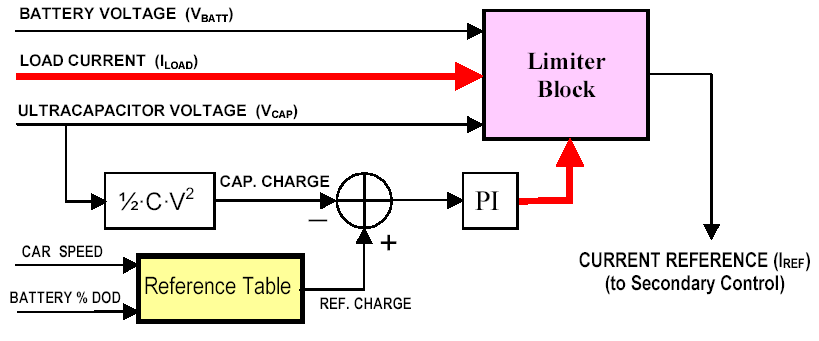 BATTERY VOLTAGE (VBATT)
LOAD CURRENT (ILOAD)
ULTRACAPACITOR VOLTAGE (VCAP)
Limiter
Block
½·C·V²
CAP. CHARGE
–
+
PI
CAR SPEED
BATTERY % DOD
Reference Table
REF. CHARGE
CURRENT REFERENCE (IREF)
(to Secondary Control)